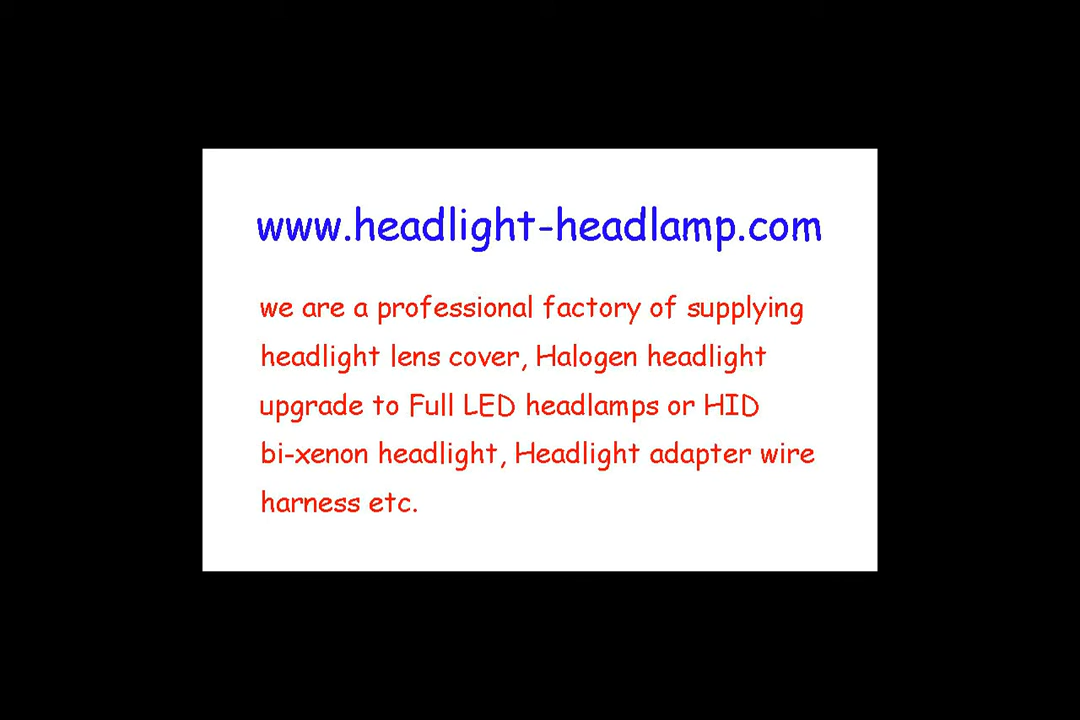 www.headlight-headlamp.com
we are a professional factory of supplying
headlight lens cover, Halogen headlight
upgrade to Full LED headlamps or HID
bi-xenon headlight, Headlight adapter wire
harness etc.